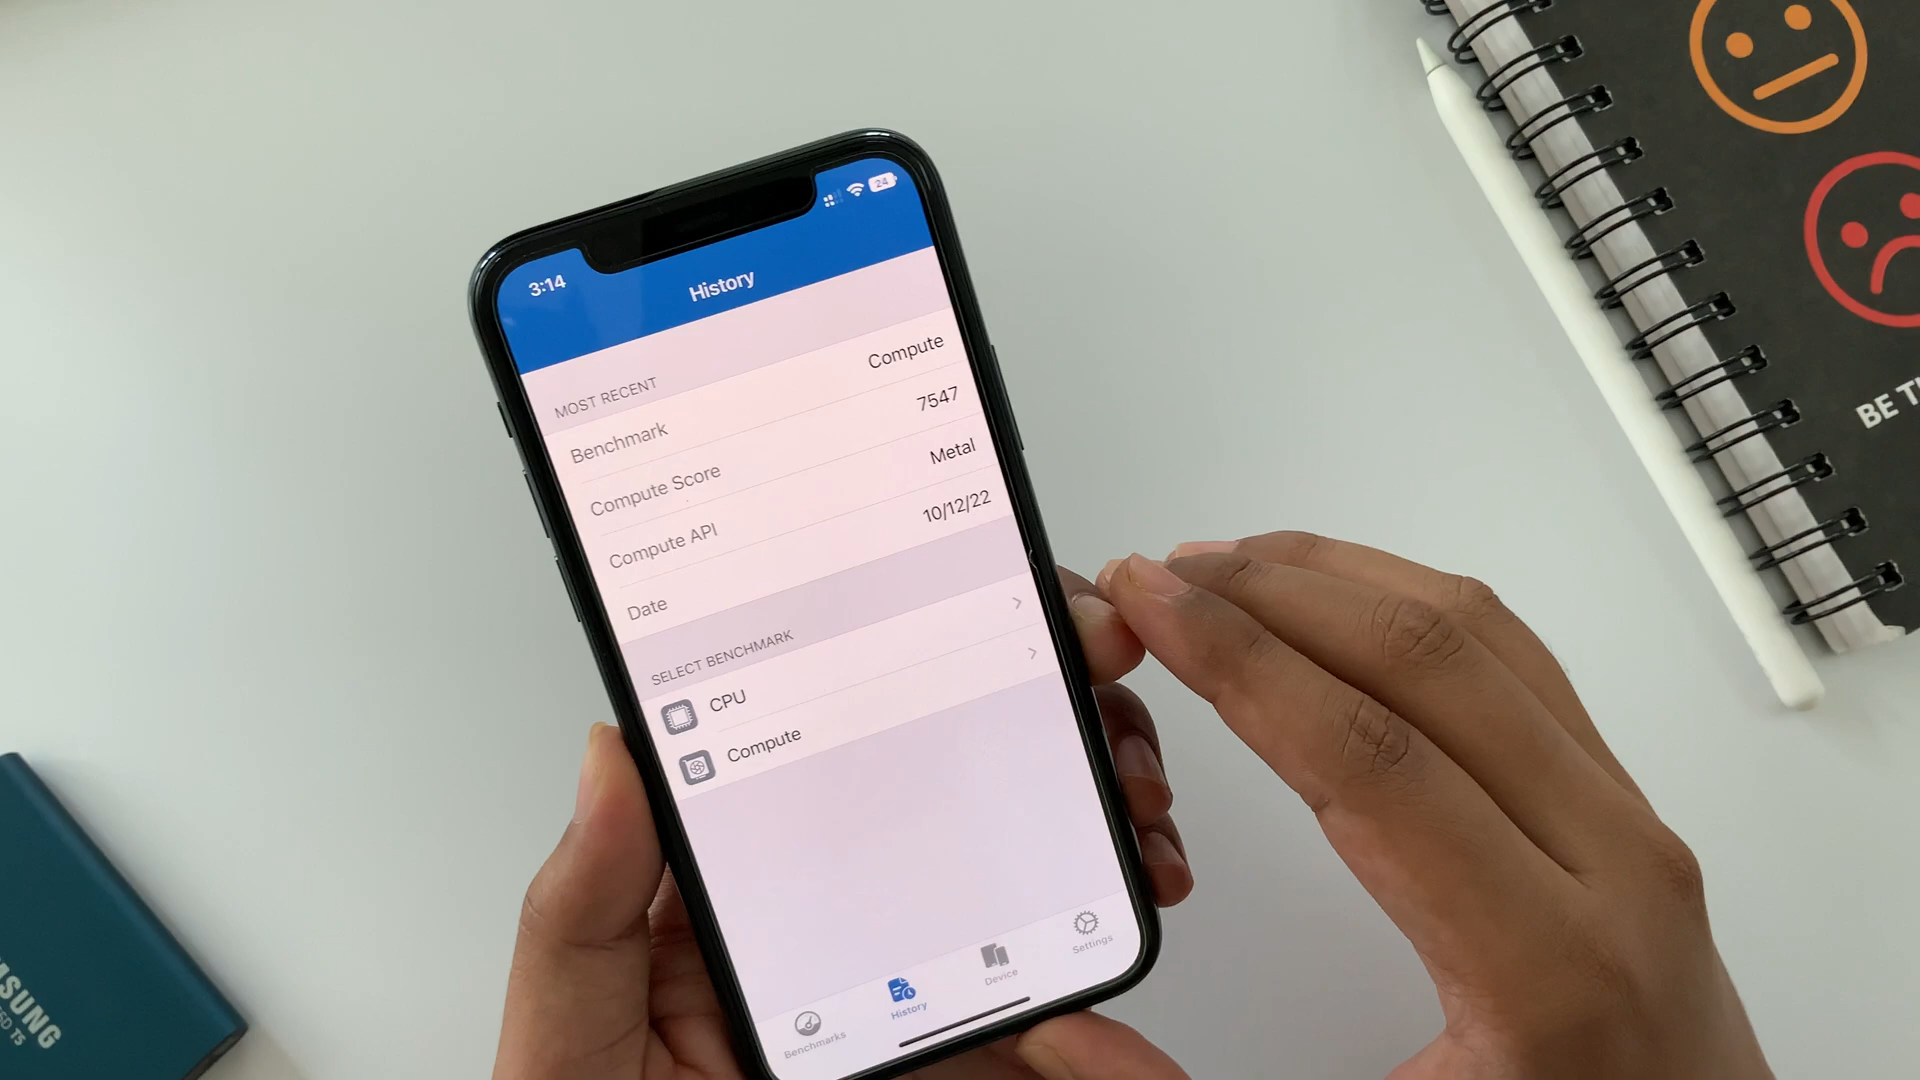 24
3:14
History
MOST RECENT
Benchmark Compute
Compute Score 7547
Compute API Metal
Date 10/12/22
SELECT BENCHMARK
CPU
Compute
Benchmarks
History
Device
Settings
BE